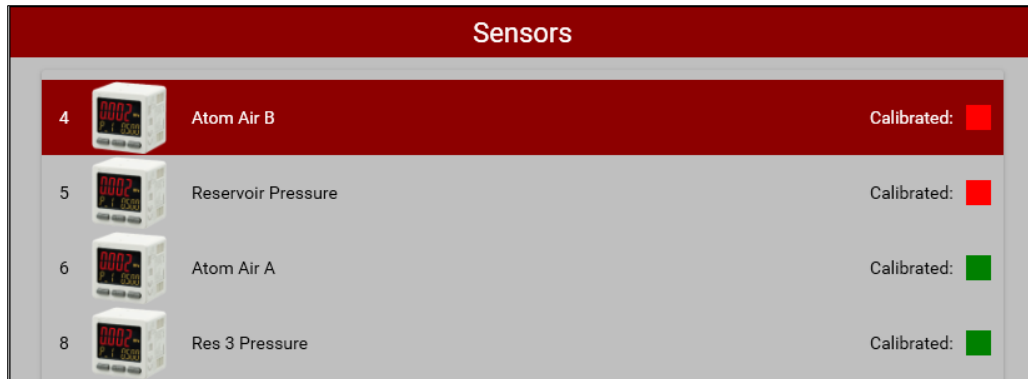 Sensors
4 Atom Air B Calibrated:
5 Reservoir Pressure Calibrated:
6 Atom Air A Calibrated:
8 Res 3 Pressure Calibrated: